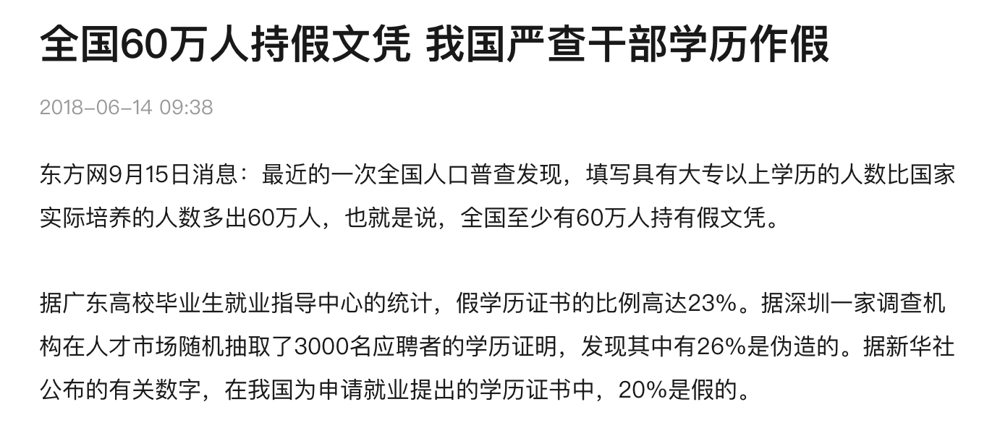 全国60万人持假文凭 我国严查干部学历作假
2018-06-14 09:38
东方网9月15日消息：最近的一次全国人口普查发现，填写具有大专以上学历的人数比国家
实际培养的人数多出60万人，也就是说，全国至少有60万人持有假文凭。
据广东高校毕业生就业指导中心的统计，假学历证书的比例高达23%。据深圳一家调查机
构在人才市场随机抽取了3000名应聘者的学历证明，发现其中有26%是伪造的。据新华社
公布的有关数字，在我国为申请就业提出的学历证书中，20%是假的。